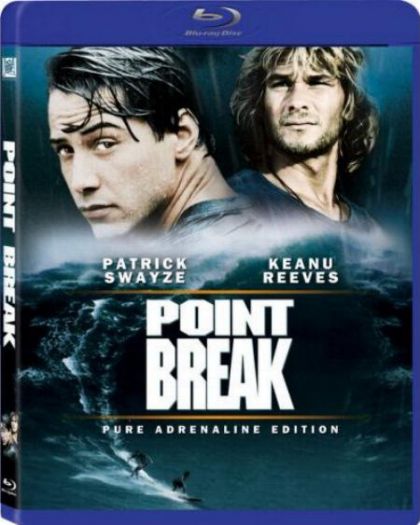 Blu-ray Disc
PATRICK
SWAYZE
KEANU
REEVES
POINT
BREAK
PURE ADRENALINE EDITION
POINT BREAK